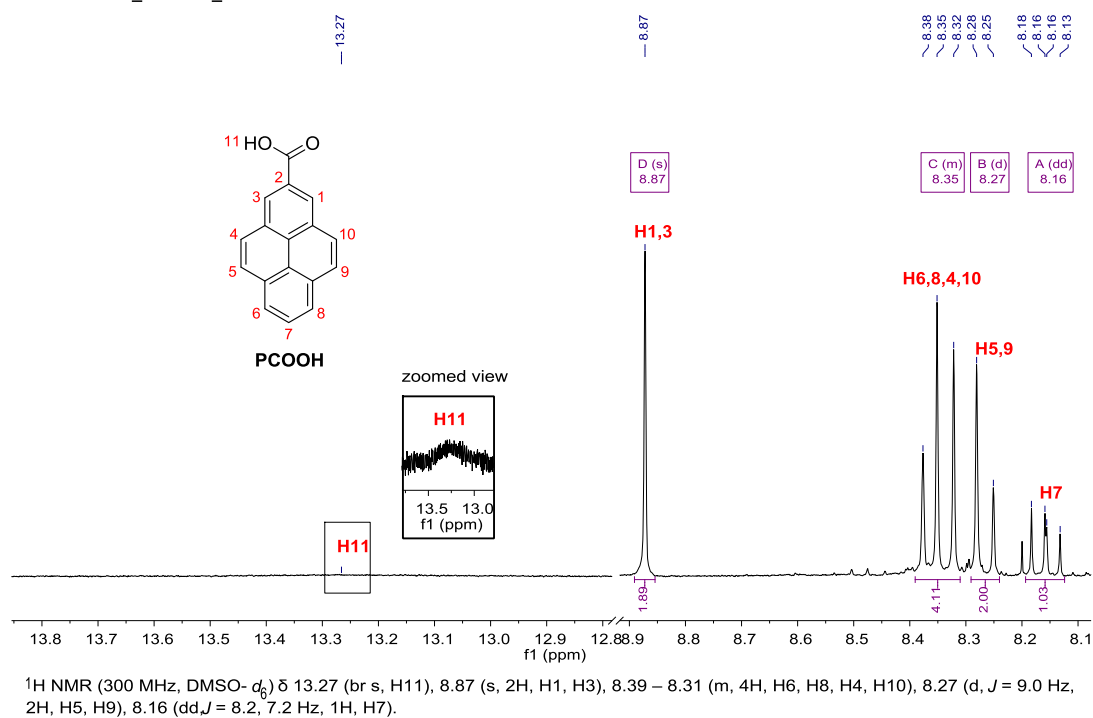 13.27
8.87
8.38
8.35
8.32
8.28
8.25
8.18
8.16
8.16
8.13
11 HO O
2
3 1
4 10
5 9
6 8
7
PCOOH
D (s)
8.87
C (m)
8.35
B (d)
8.27
A (dd)
8.16
H1,3
H6,8,4,10
H5,9
H7
zoomed view
H11
13.5 13.0
f1 (ppm)
H11
1.89
4.11
2.00
1.03
13.8 13.7 13.6 13.5 13.4 13.3 13.2 13.1 13.0 12.9 12.8 8.9 8.8 8.7 8.6 8.5 8.4 8.3 8.2 8.1
f1 (ppm)
¹H NMR (300 MHz, DMSO- d₆) δ 13.27 (br s, H11), 8.87 (s, 2H, H1, H3), 8.39 – 8.31 (m, 4H, H6, H8, H4, H10), 8.27 (d, J = 9.0 Hz,
2H, H5, H9), 8.16 (dd,J = 8.2, 7.2 Hz, 1H, H7).